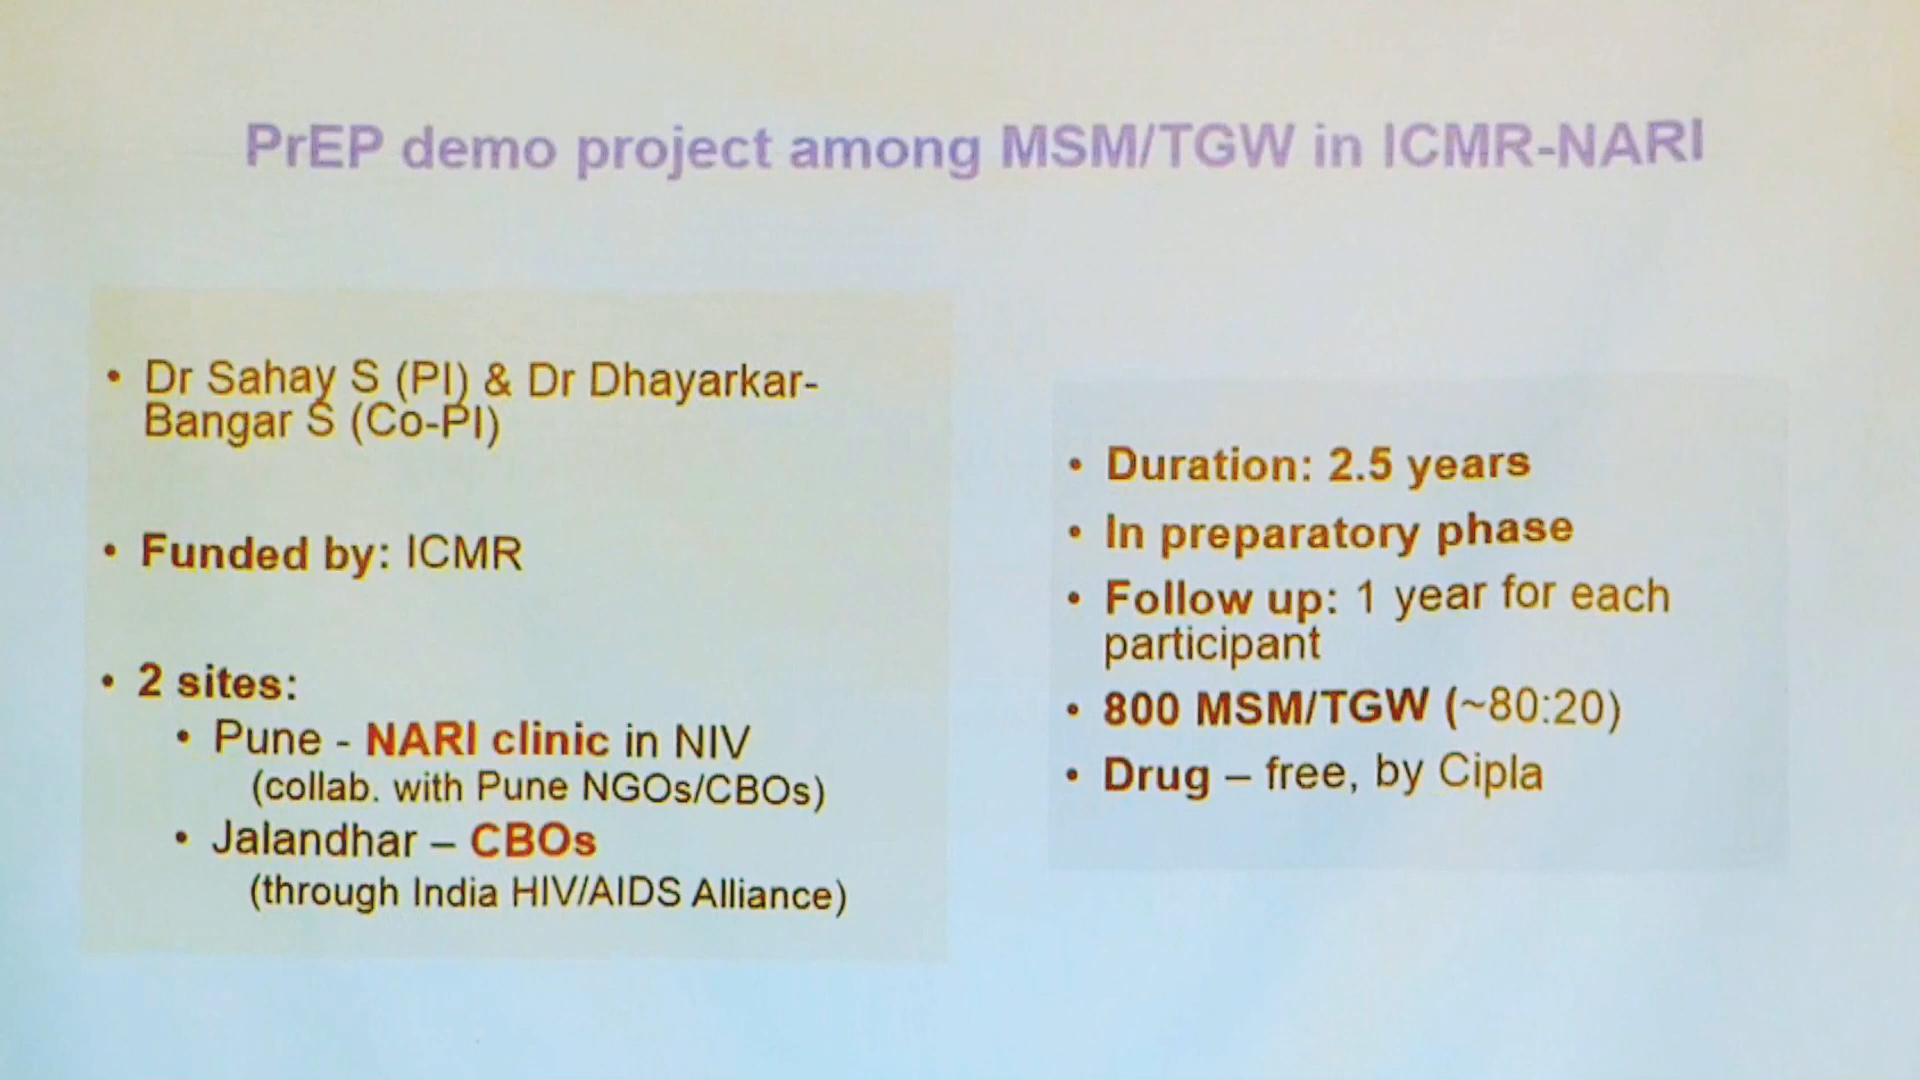 PrEP demo project among MSM/TGW in ICMR-NARI
• Dr Sahay S (PI) & Dr Dhayarkar-
Bangar S (Co-PI)
• Funded by: ICMR
• 2 sites:
• Pune - NARI clinic in NIV
(collab. with Pune NGOs/CBOs)
• Jalandhar – CBOs
(through India HIV/AIDS Alliance)
• Duration: 2.5 years
• In preparatory phase
• Follow up: 1 year for each
participant
• 800 MSM/TGW (~80:20)
• Drug – free, by Cipla